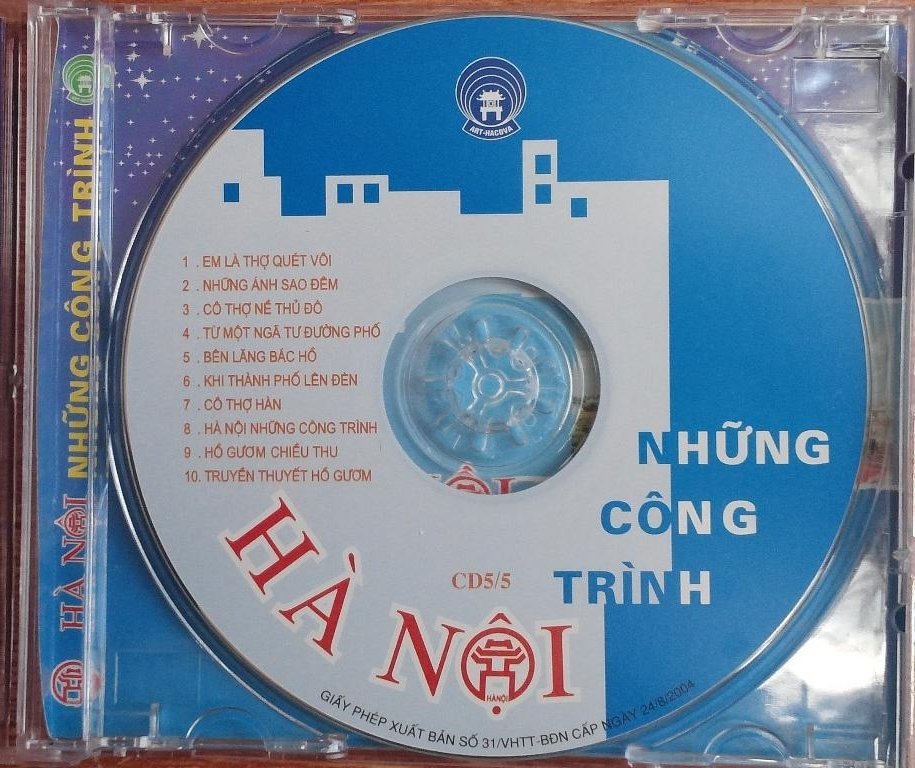 HÀ NỘI NHỮNG CÔNG TRÌNH
ART-HACOVA
1 . EM LÀ THỢ QUÉT VÔI
2 . NHỮNG ÁNH SAO ĐÊM
3 . CÔ THỢ NỀ THỦ ĐÔ
4 . TỪ MỘT NGÃ TƯ ĐƯỜNG PHỐ
5 . BÊN LĂNG BÁC HỒ
6 . KHI THÀNH PHỐ LÊN ĐÈN
7 . CÔ THỢ HÀN
8 . HÀ NỘI NHỮNG CÔNG TRÌNH
9 . HỒ GƯƠM CHIỀU THU
10. TRUYỀN THUYẾT HỒ GƯƠM
NHỮNG
CÔNG
TRÌNH
CD5/5
HÀ NỘI
HÀNỘI
GIẤY PHÉP XUẤT BẢN SỐ 31/VHTT-BĐN CẤP NGÀY 24/8/2004